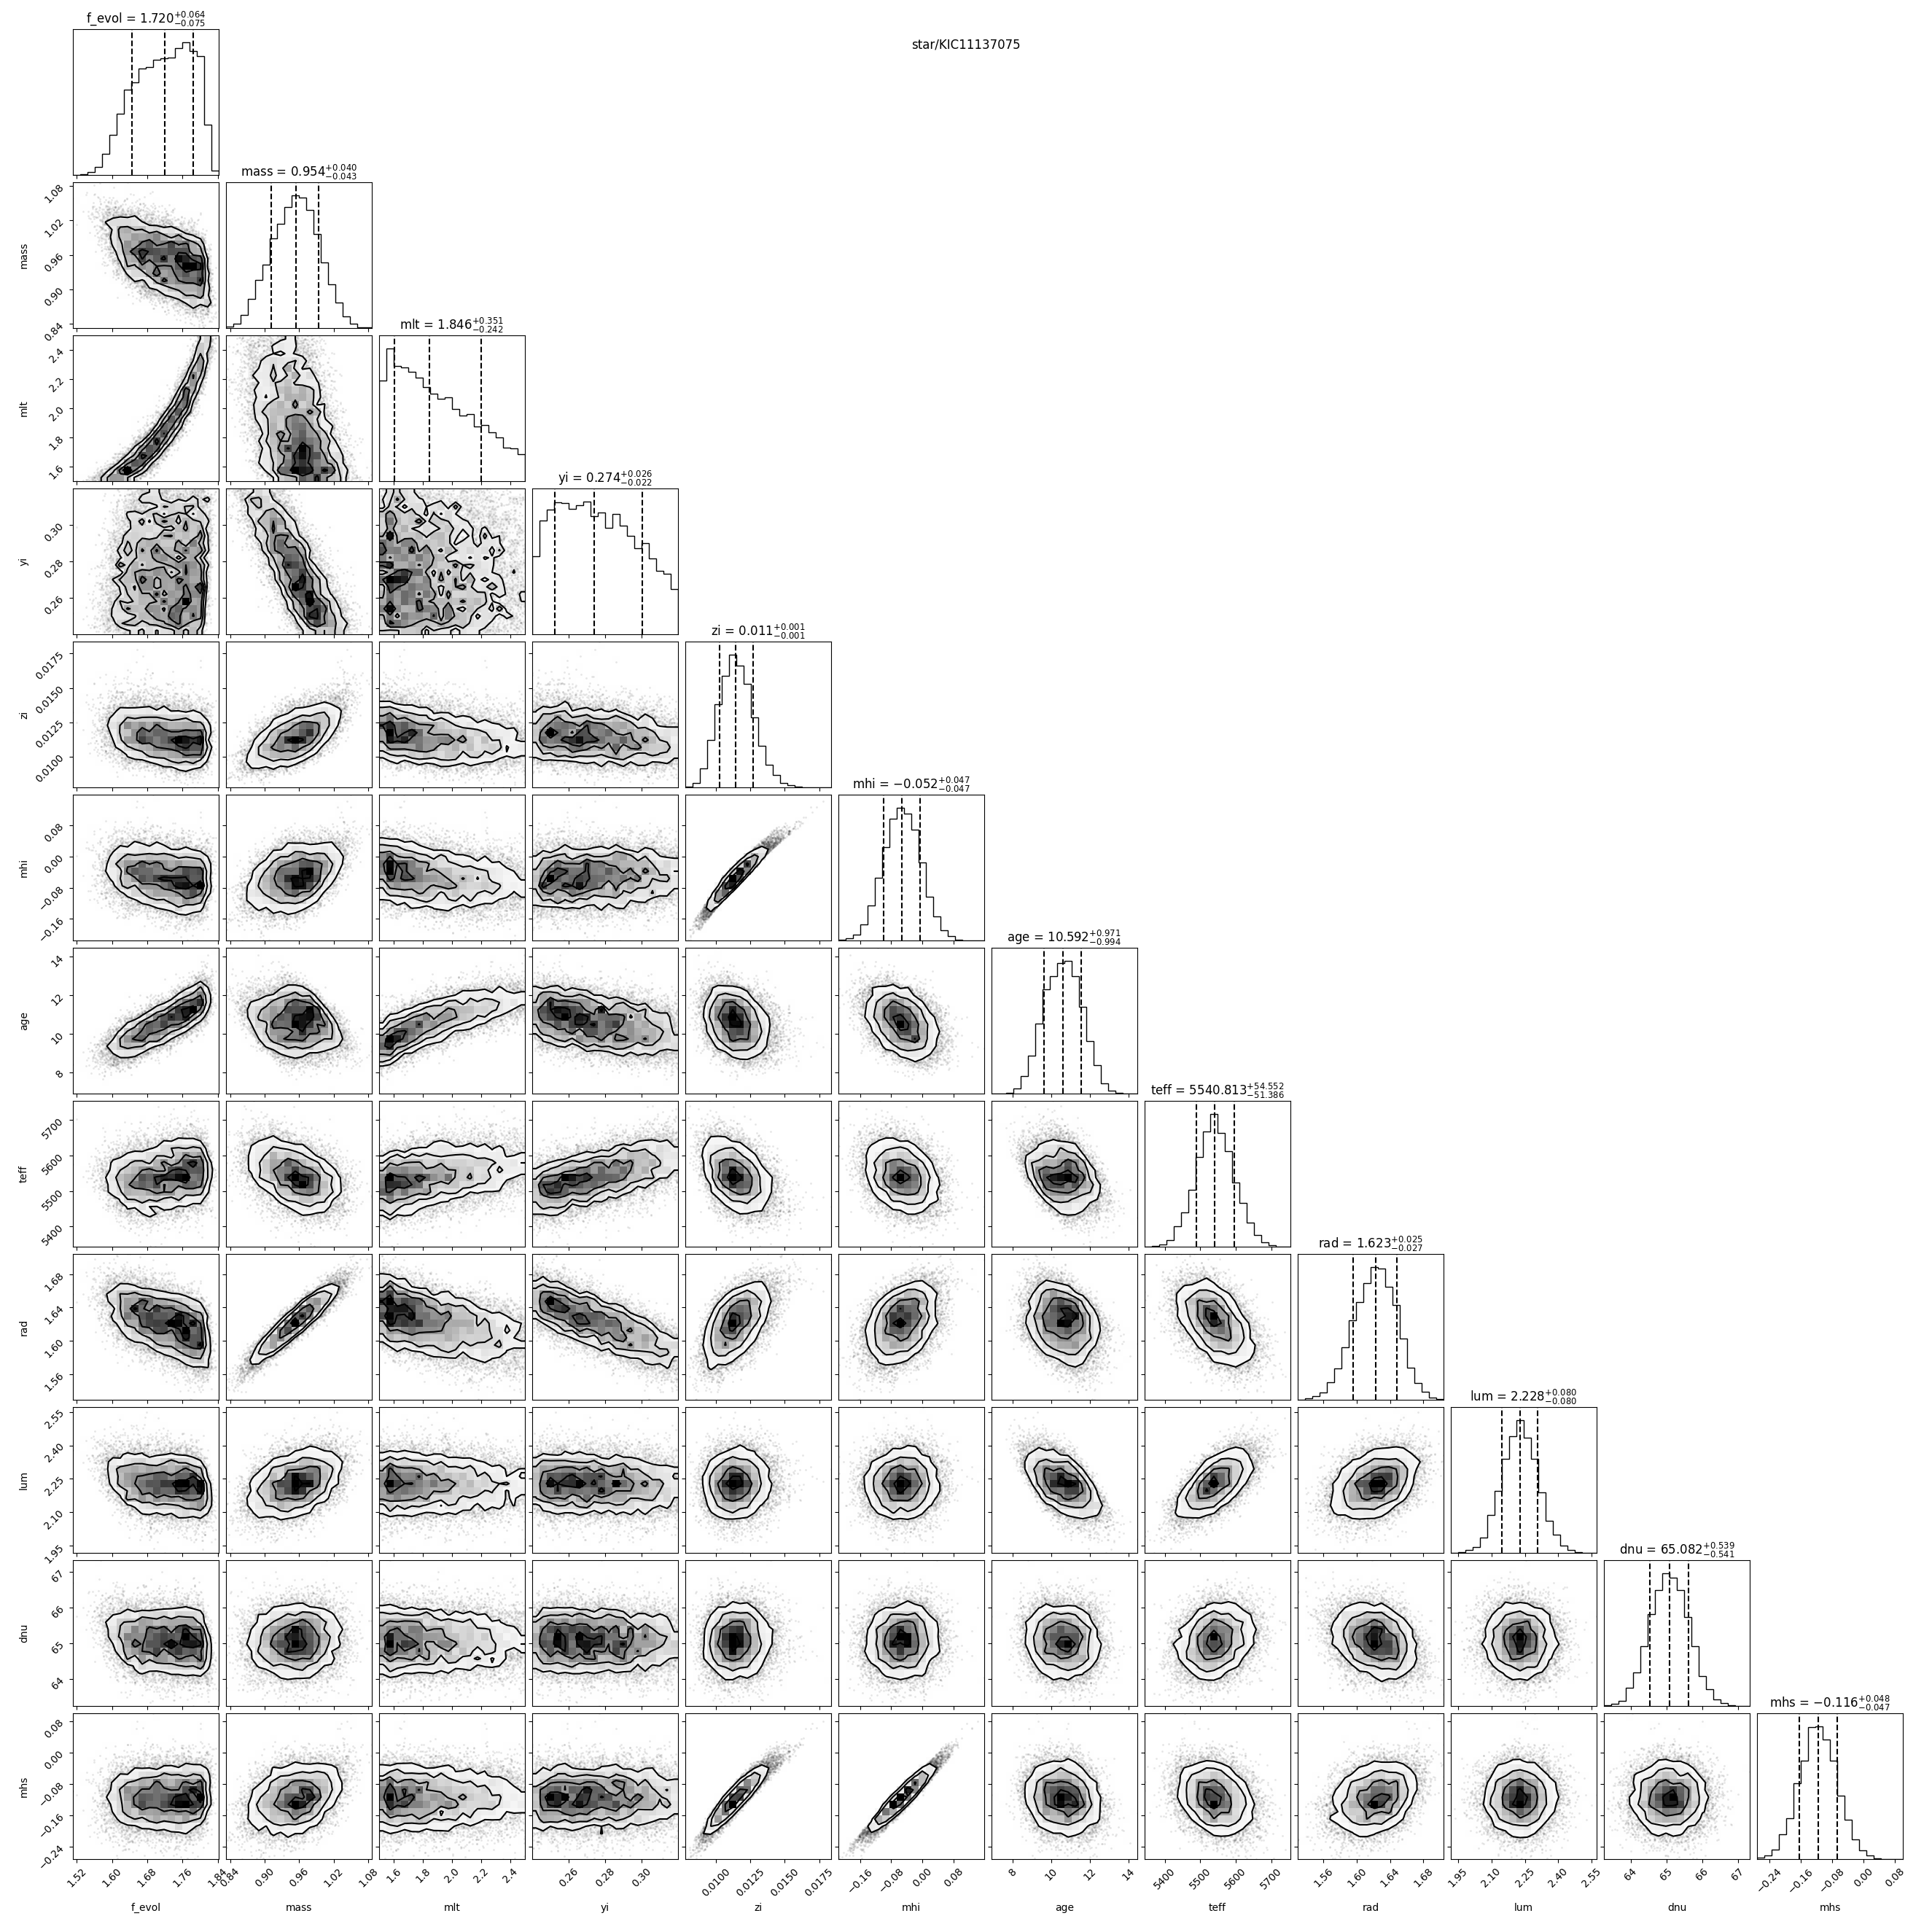 f_evol = 1.720+0.064−0.075
star/KIC11137075
mass = 0.954+0.040−0.043
1.08
1.02
0.96
0.90
0.84
mass
mlt = 1.846+0.351−0.242
2.4
2.2
2.0
1.8
1.6
mlt
yi = 0.274+0.026−0.022
0.30
0.28
0.26
yi
zi = 0.011+0.001−0.001
0.0175
0.0150
0.0125
0.0100
zi
mhi = −0.052+0.047−0.047
0.08
0.00
−0.08
−0.16
mhi
age = 10.592+0.971−0.994
14
12
10
8
age
teff = 5540.813+54.552−51.386
5700
5600
5500
5400
teff
rad = 1.623+0.025−0.027
1.68
1.64
1.60
1.56
rad
lum = 2.228+0.080−0.080
2.55
2.40
2.25
2.10
1.95
lum
dnu = 65.082+0.539−0.541
67
66
65
64
dnu
mhs = −0.116+0.048−0.047
0.08
0.00
−0.08
−0.16
−0.24
mhs
1.52 1.60 1.68 1.76 1.84 0.84 0.90 0.96 1.02 1.08 1.6 1.8 2.0 2.2 2.4 0.26 0.28 0.30 0.0100 0.0125 0.0150 0.0175 −0.16 −0.08 0.00 0.08 8 10 12 14 5400 5500 5600 5700 1.56 1.60 1.64 1.68 1.95 2.10 2.25 2.40 2.55 64 65 66 67 −0.24 −0.16 −0.08 0.00 0.08
f_evol mass mlt yi zi mhi age teff rad lum dnu mhs